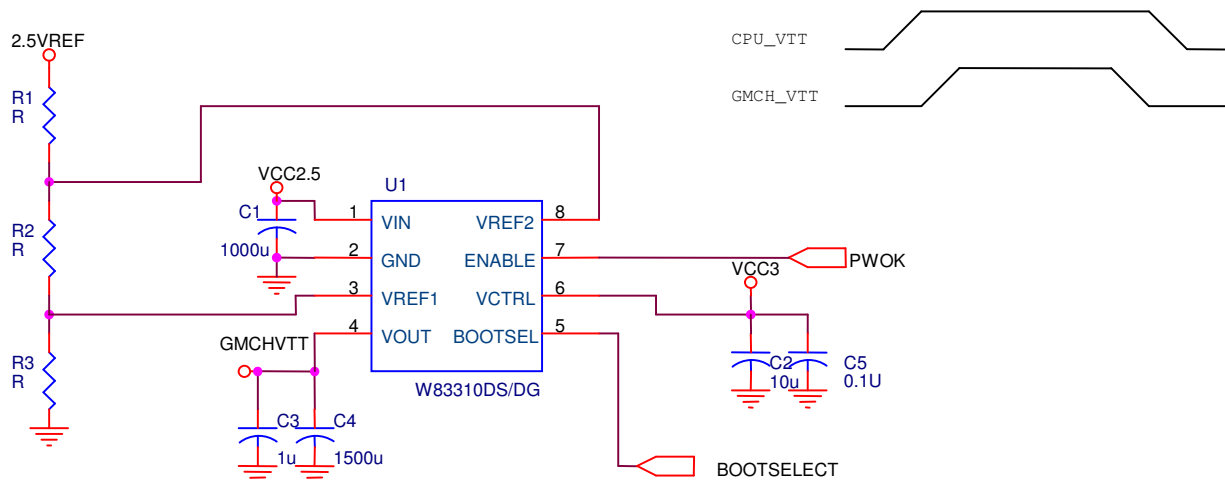 2.5VREF
CPU_VTT
GMCH_VTT
R1
R
VCC2.5
U1
C1
1000u
1
VIN
VREF2
8
R2
R
2
GND
ENABLE
7
PWOK
VCC3
3
VREF1
VCTRL
6
4
VOUT
BOOTSEL
5
GMCHVTT
R3
R
C2
10u
C5
0.1U
W83310DS/DG
C3
1u
C4
1500u
BOOTSELECT